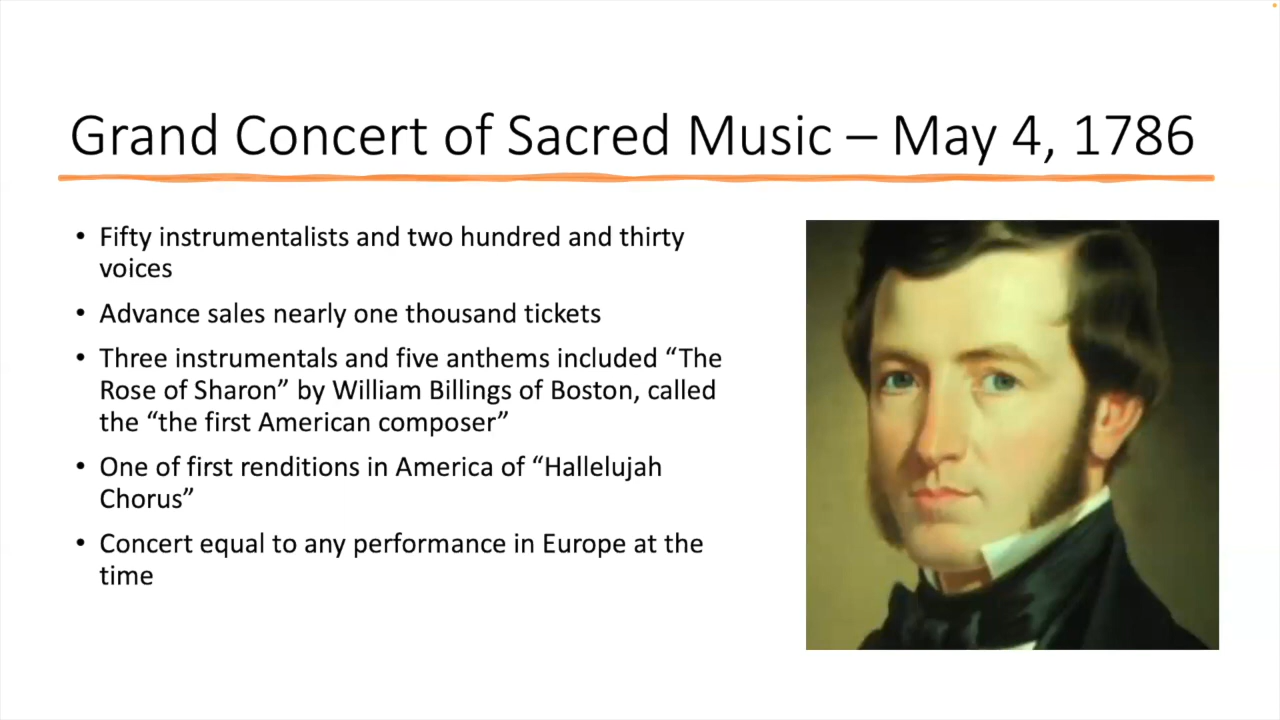 Grand Concert of Sacred Music – May 4, 1786
• Fifty instrumentalists and two hundred and thirty
voices
• Advance sales nearly one thousand tickets
• Three instrumentals and five anthems included “The
Rose of Sharon” by William Billings of Boston, called
the “the first American composer”
• One of first renditions in America of “Hallelujah
Chorus”
• Concert equal to any performance in Europe at the
time